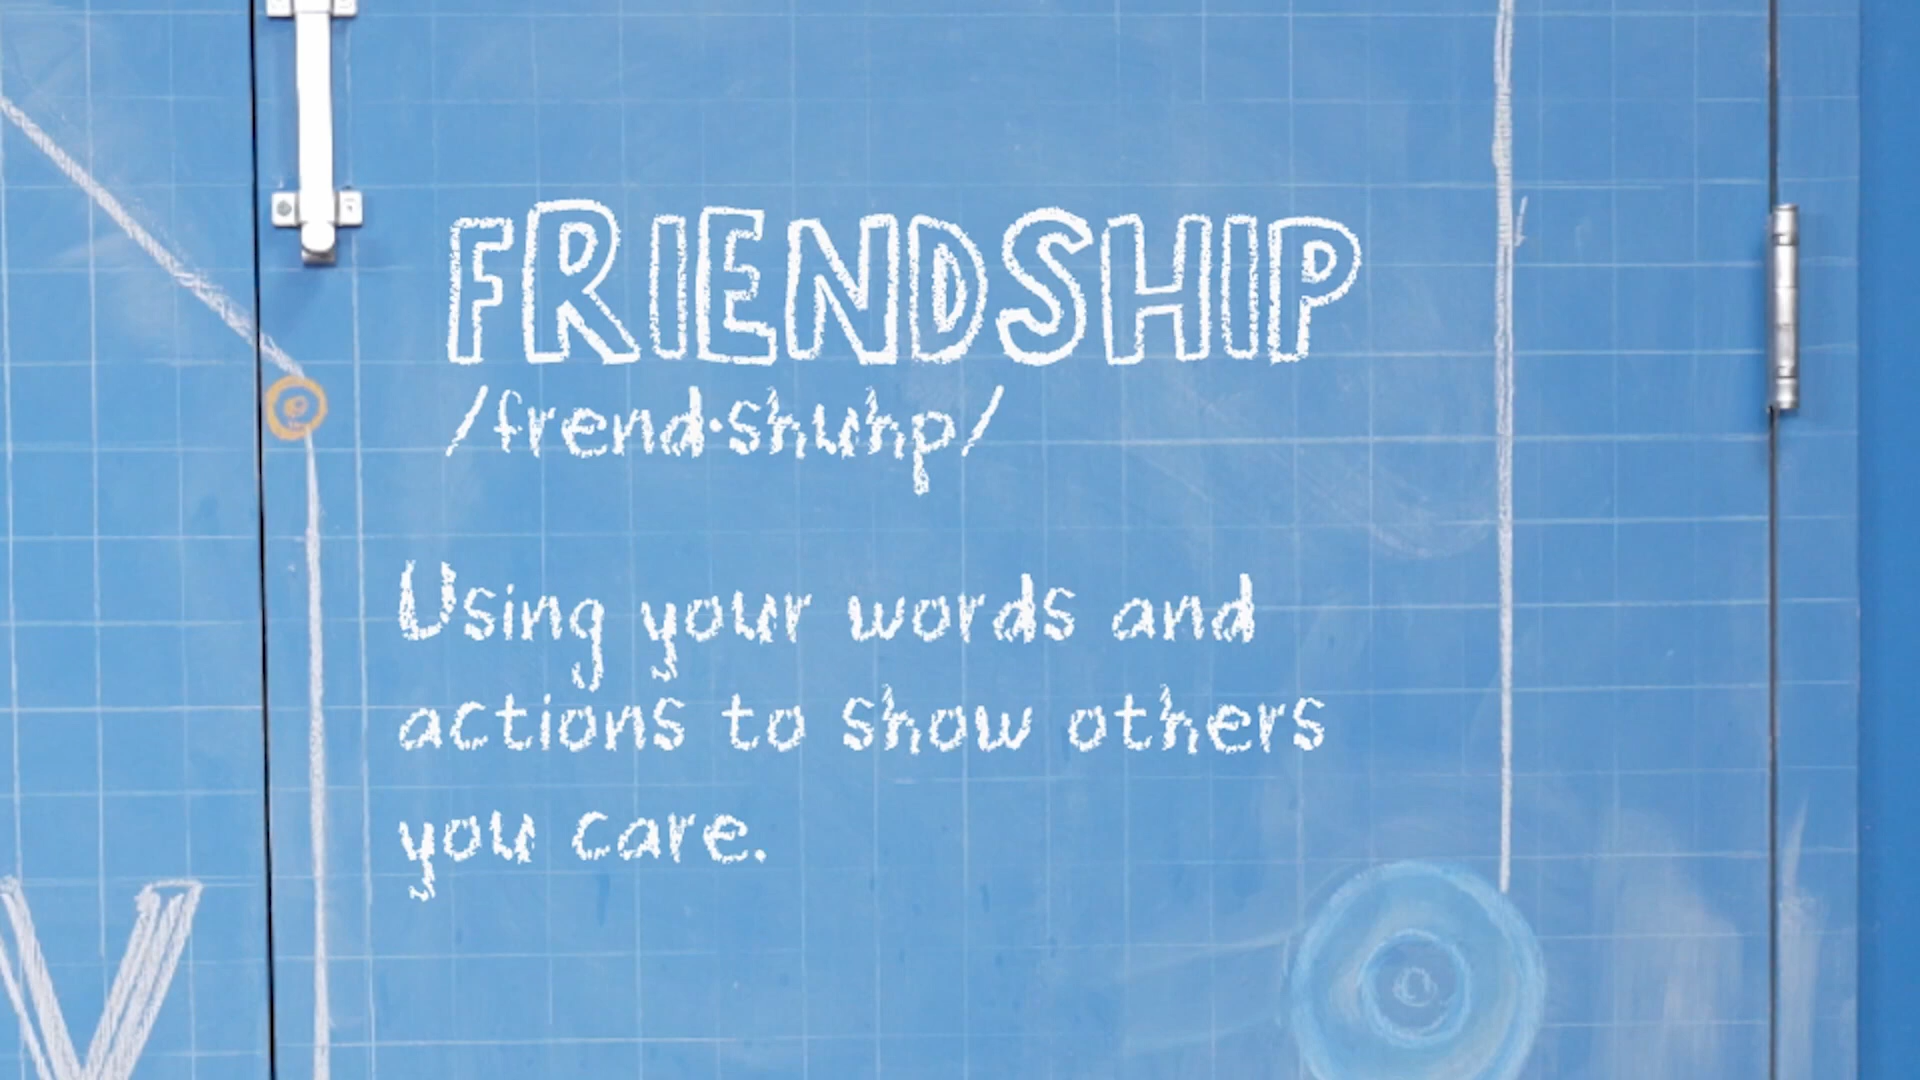 FRIENDSHIP
/frend·shuhp/
Using your words and
actions to show others
you care.